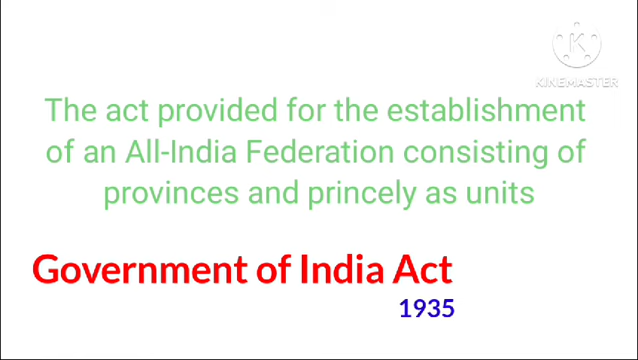 K
KINEMASTER
The act provided for the establishment
of an All-India Federation consisting of
provinces and princely as units
Government of India Act
1935